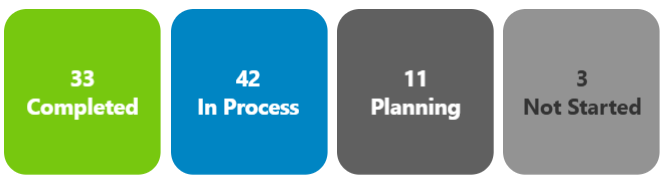 33
Completed
42
In Process
11
Planning
3
Not Started